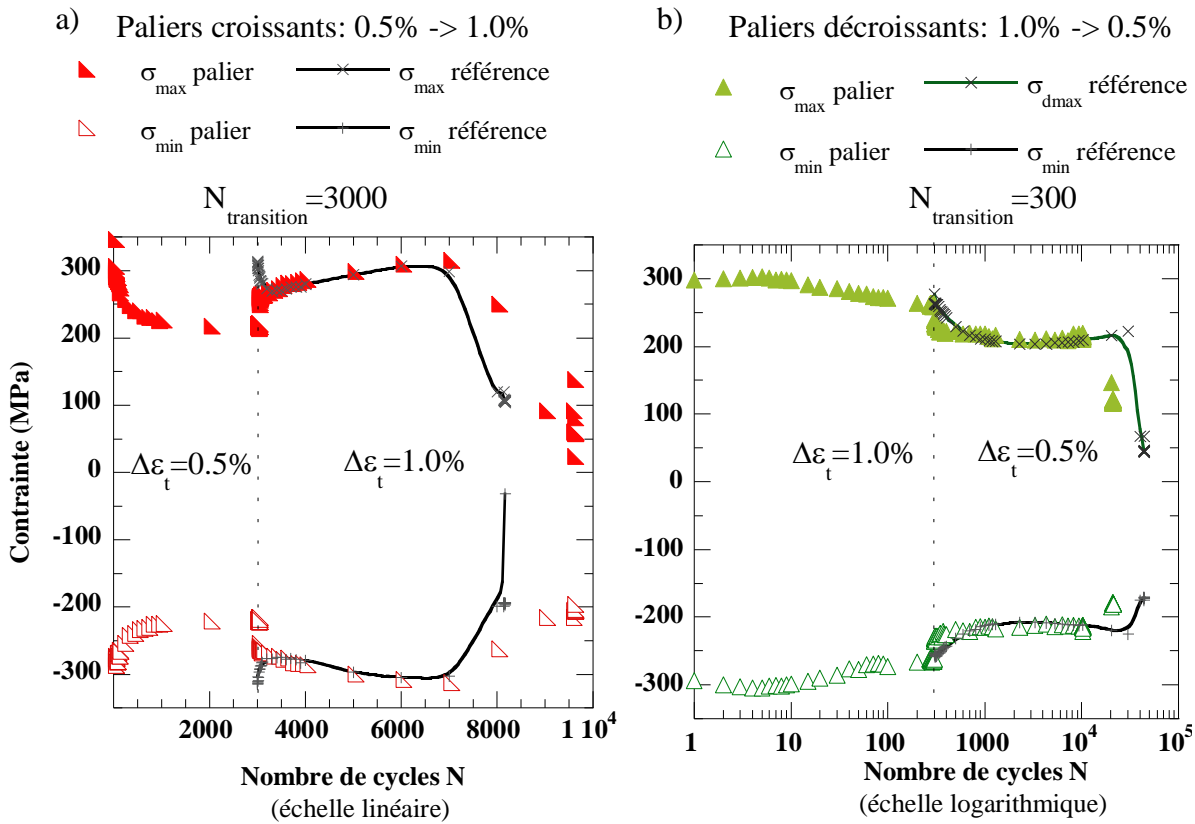 a)
Paliers croissants: 0.5% -> 1.0%
σmax palier
σmax référence
σmin palier
σmin référence
Ntransition=3000
300
200
100
0
-100
-200
-300
Contrainte (MPa)
Δεt=0.5%
Δεt=1.0%
2000 4000 6000 8000 1 10^4
Nombre de cycles N
(échelle linéaire)
b)
Paliers décroissants: 1.0% -> 0.5%
σmax palier
σdmax référence
σmin palier
σmin référence
Ntransition=300
300
200
100
300
-100
-200
-300
Δεt=1.0%
Δεt=0.5%
1 10 100 1000 10^4 10^5
Nombre de cycles N
(échelle logarithmique)